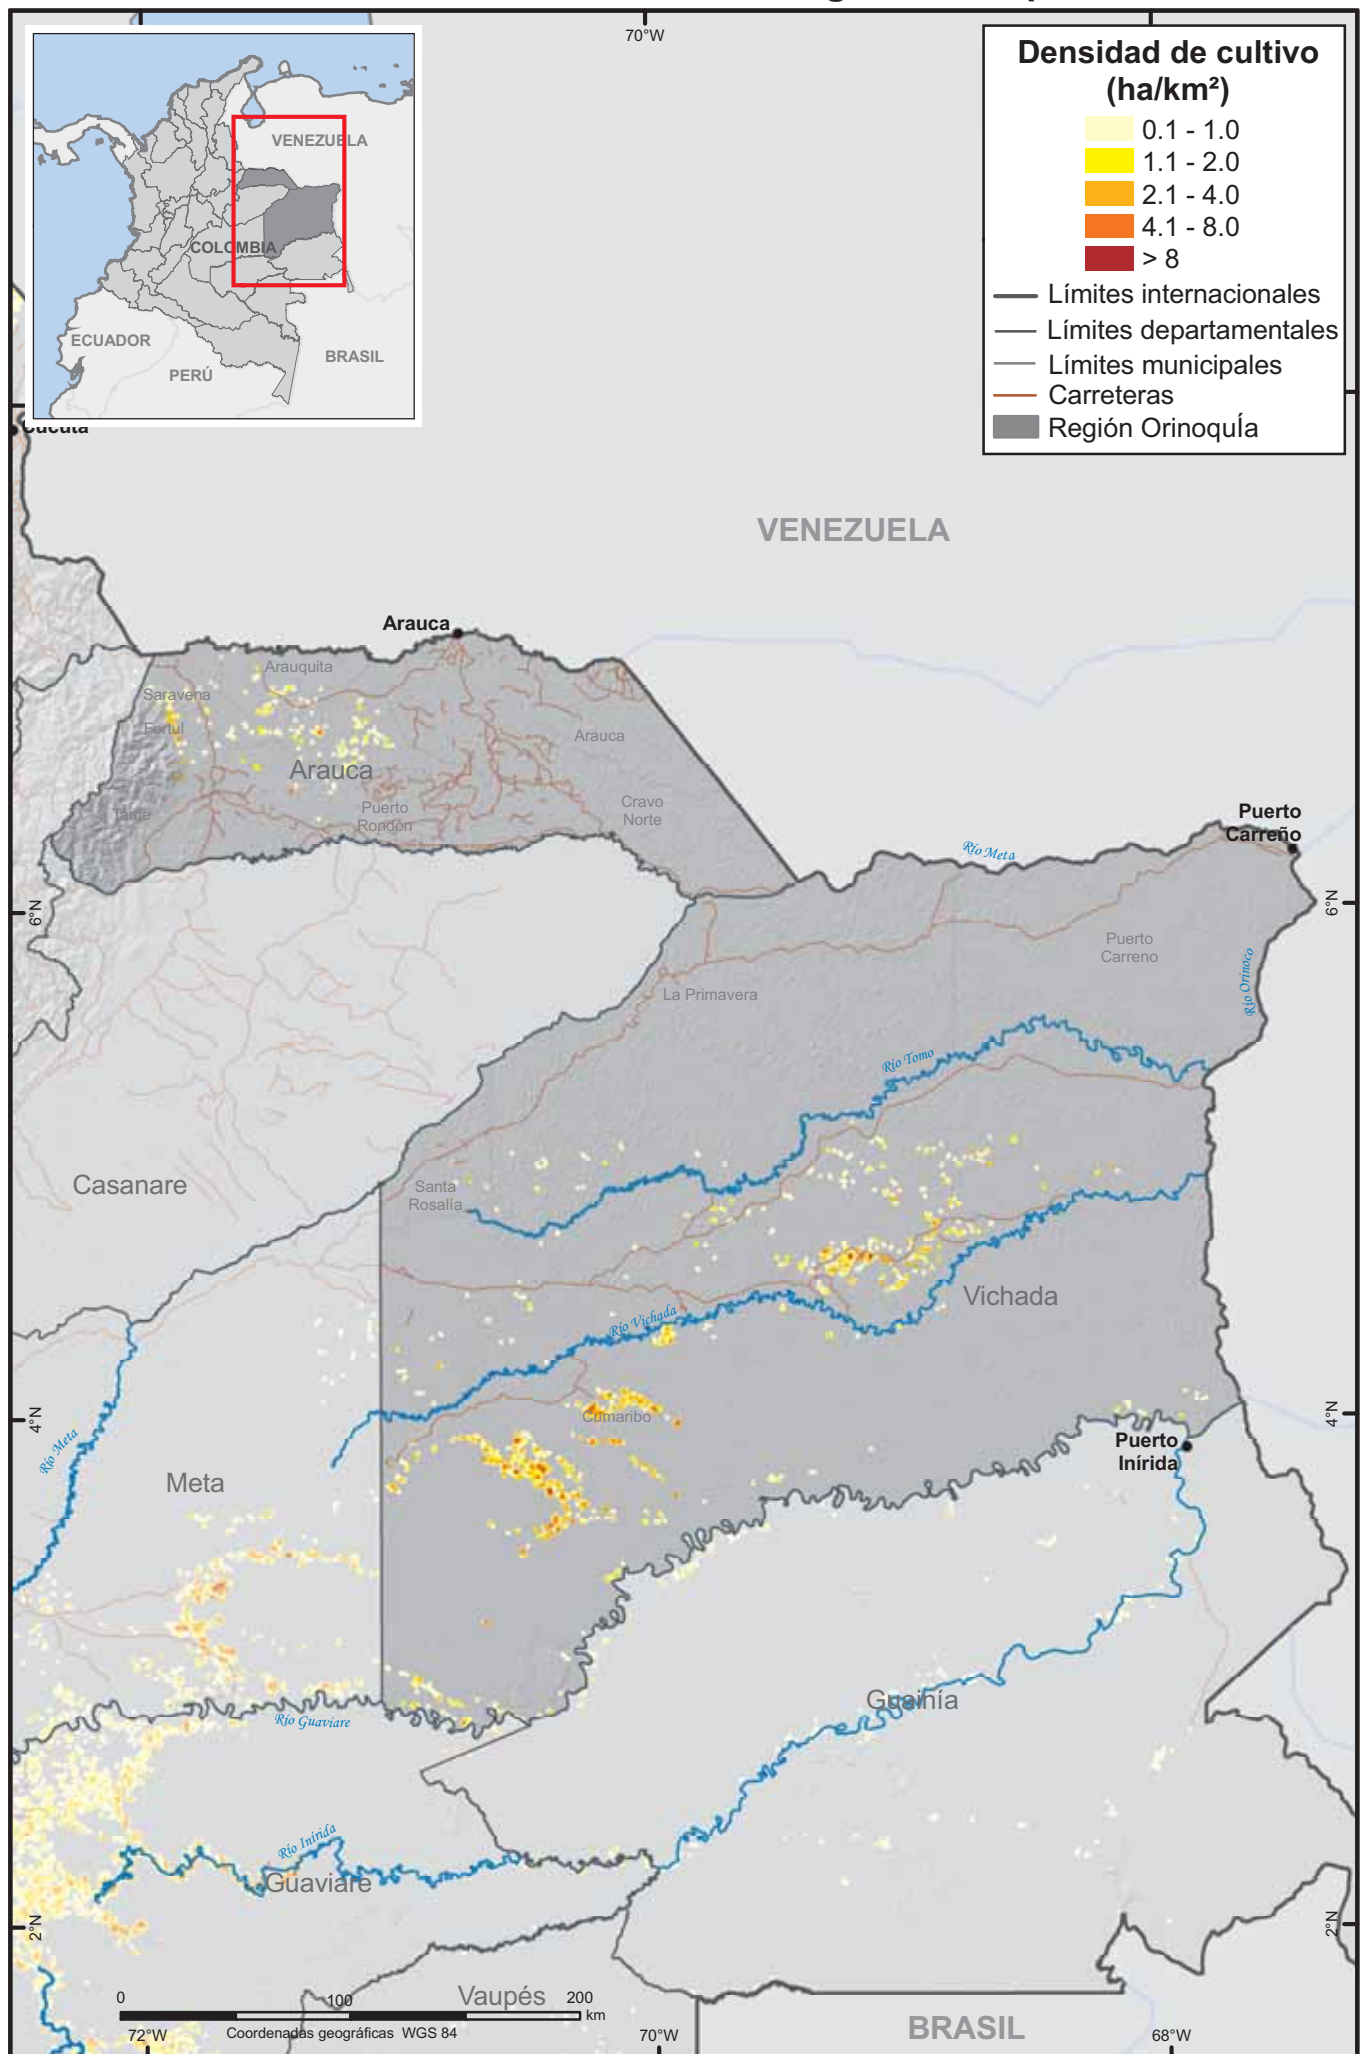 70°W
VENEZUELA
COLOMBIA
ECUADOR
PERÚ
BRASIL
Densidad de cultivo
(ha/km²)
0.1 - 1.0
1.1 - 2.0
2.1 - 4.0
4.1 - 8.0
> 8
Límites internacionales
Límites departamentales
Límites municipales
Carreteras
Región OrinoquÍa
Cúcuta
VENEZUELA
Arauca
Arauquita
Saravena
Fortul
Arauca
Arauca
Tame
Puerto
Rondón
Cravo
Norte
Puerto
Carreño
Río Meta
6°N
6°N
Puerto
Carreno
Río Orinoco
La Primavera
Río Tomo
Casanare
Santa
Rosalía
Vichada
Río Vichada
Cumaribo
4°N
4°N
Río Meta
Puerto
Inírida
Meta
Guainía
Río Guaviare
Río Inírida
Guaviare
2°N
2°N
Vaupés
0
100
200
km
Coordenadas geográficas WGS 84
BRASIL
72°W
70°W
68°W